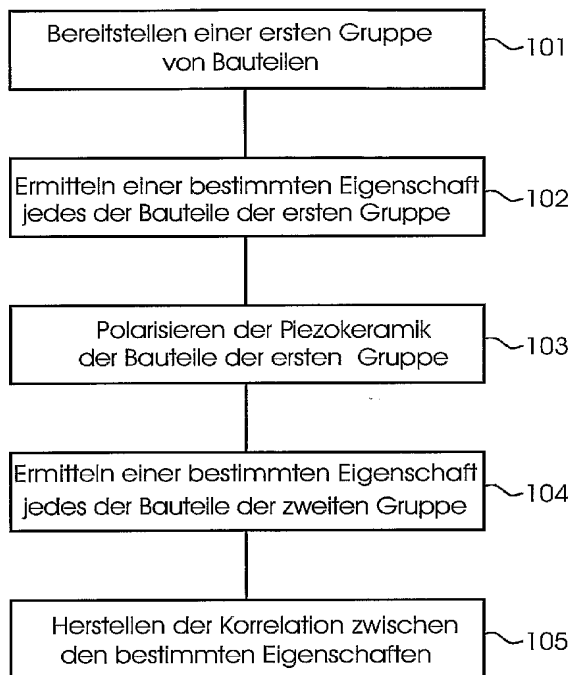 Bereitstellen einer ersten Gruppe
von Bauteilen
101
Ermitteln einer bestimmten Eigenschaft
jedes der Bauteile der ersten Gruppe
102
Polarisieren der Piezokeramik
der Bauteile der ersten Gruppe
103
Ermitteln einer bestimmten Eigenschaft
jedes der Bauteile der zweiten Gruppe
104
Herstellen der Korrelation zwischen
den bestimmten Eigenschaften
105